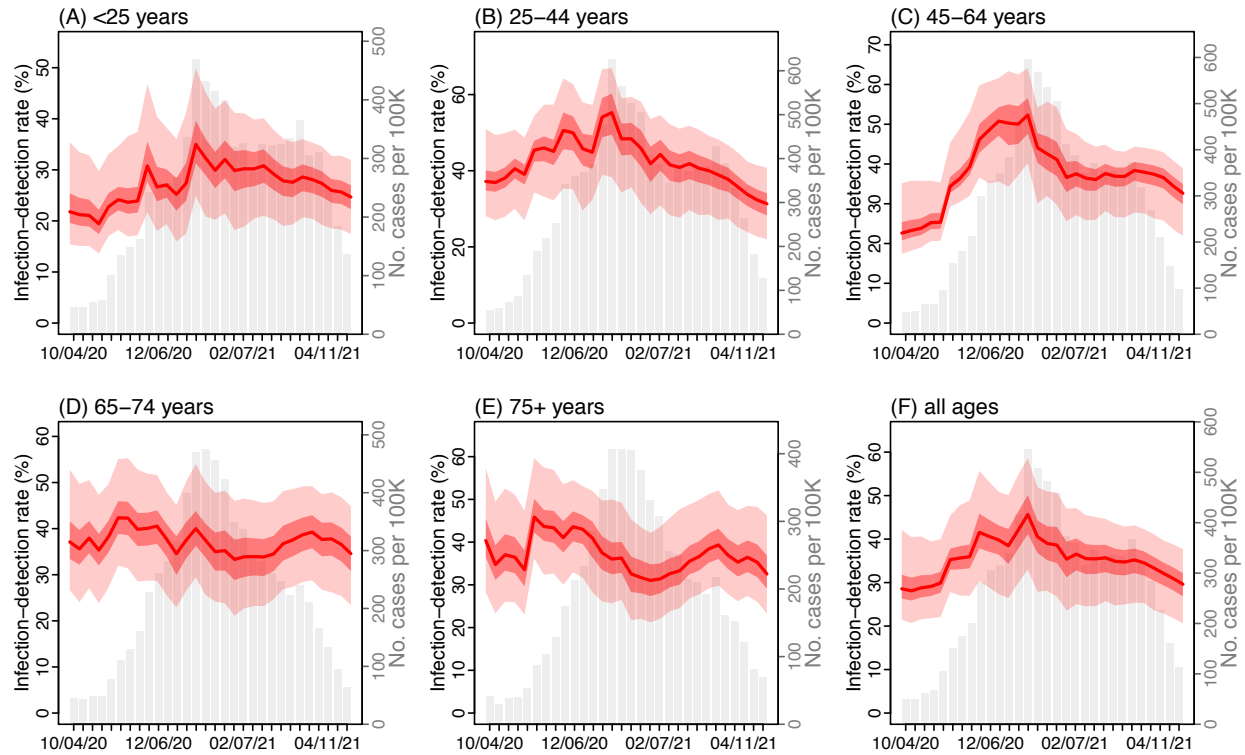 (A) <25 years
Infection−detection rate (%)
0 10 20 30 40 50
No. cases per 100K
0 100 200 300 400 500
10/04/20 12/06/20 02/07/21 04/11/21
(B) 25−44 years
Infection−detection rate (%)
0 20 40 60
No. cases per 100K
0 100 200 300 400 500 600
10/04/20 12/06/20 02/07/21 04/11/21
(C) 45−64 years
Infection−detection rate (%)
0 10 20 30 40 50 60 70
No. cases per 100K
0 100 200 300 400 500 600
10/04/20 12/06/20 02/07/21 04/11/21
(D) 65−74 years
Infection−detection rate (%)
0 10 20 30 40 50 60
No. cases per 100K
0 100 200 300 400 500
10/04/20 12/06/20 02/07/21 04/11/21
(E) 75+ years
Infection−detection rate (%)
0 10 20 30 40 50 60
No. cases per 100K
0 100 200 300 400
10/04/20 12/06/20 02/07/21 04/11/21
(F) all ages
Infection−detection rate (%)
0 10 20 30 40 50 60
No. cases per 100K
0 100 200 300 400 500 600
10/04/20 12/06/20 02/07/21 04/11/21